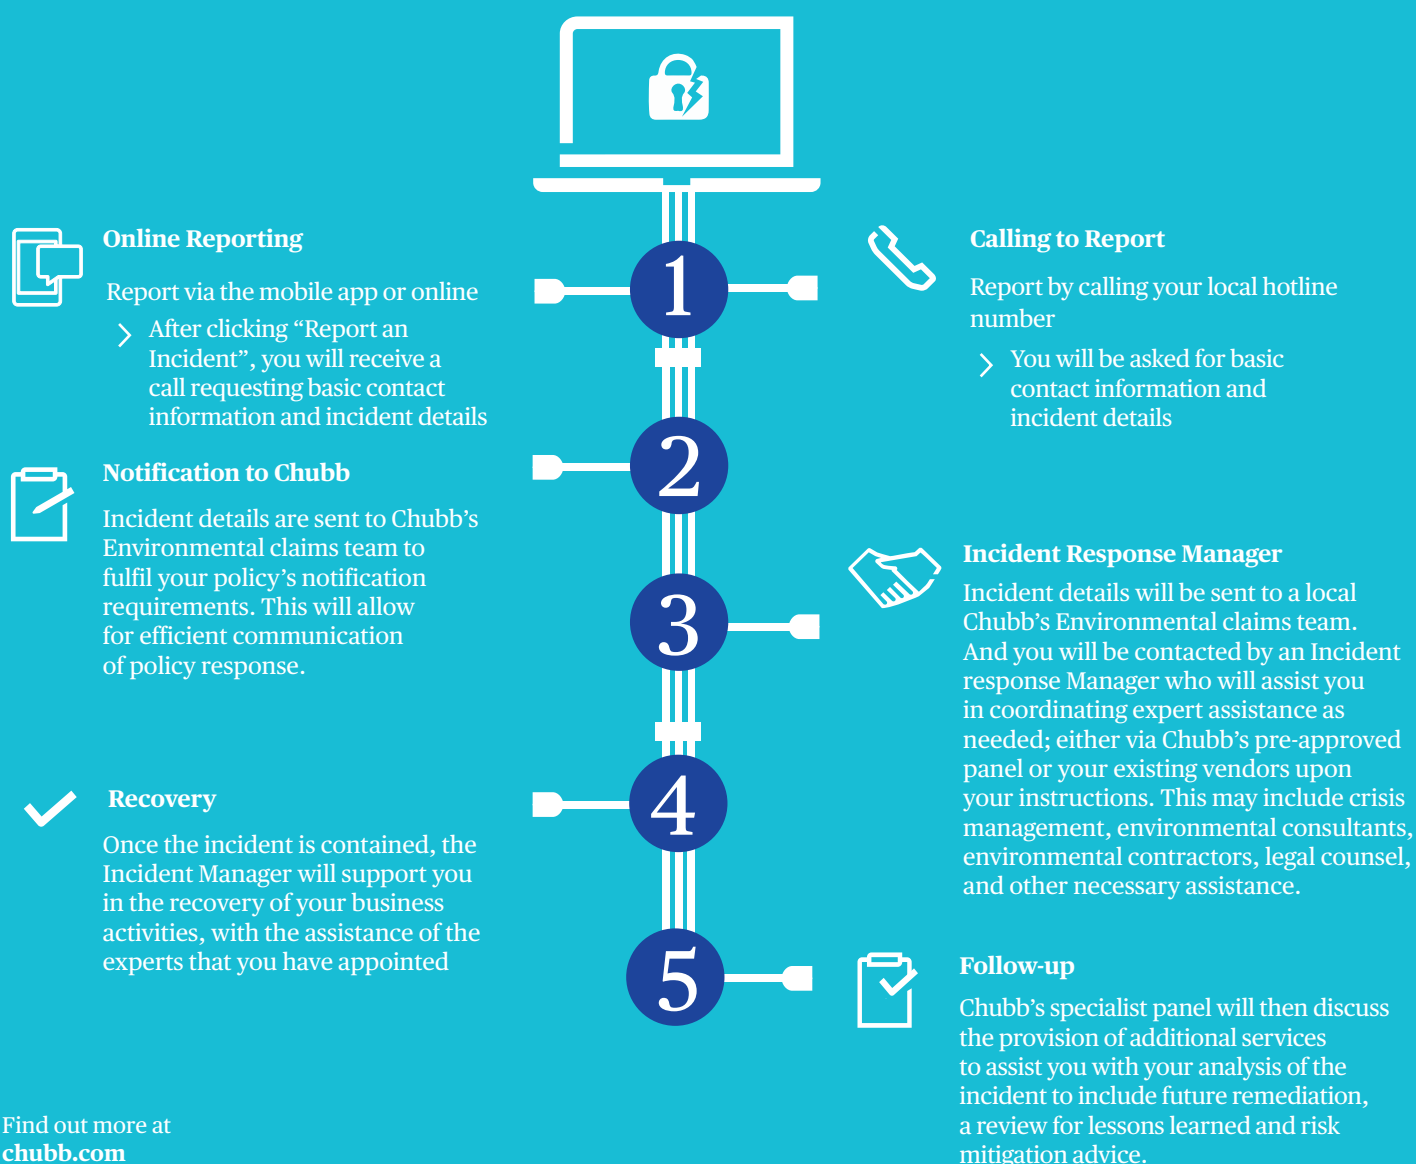 1
Online Reporting
Report via the mobile app or online
After clicking “Report an
Incident”, you will receive a
call requesting basic contact
information and incident details
Calling to Report
Report by calling your local hotline
number
You will be asked for basic
contact information and
incident details
2
Notification to Chubb
Incident details are sent to Chubb’s
Environmental claims team to
fulfil your policy’s notification
requirements. This will allow
for efficient communication
of policy response.
3
Incident Response Manager
Incident details will be sent to a local
Chubb’s Environmental claims team.
And you will be contacted by an Incident
response Manager who will assist you
in coordinating expert assistance as
needed; either via Chubb’s pre-approved
panel or your existing vendors upon
your instructions. This may include crisis
management, environmental consultants,
environmental contractors, legal counsel,
and other necessary assistance.
4
Recovery
Once the incident is contained, the
Incident Manager will support you
in the recovery of your business
activities, with the assistance of the
experts that you have appointed
5
Follow-up
Chubb’s specialist panel will then discuss
the provision of additional services
to assist you with your analysis of the
incident to include future remediation,
a review for lessons learned and risk
mitigation advice.
Find out more at
chubb.com